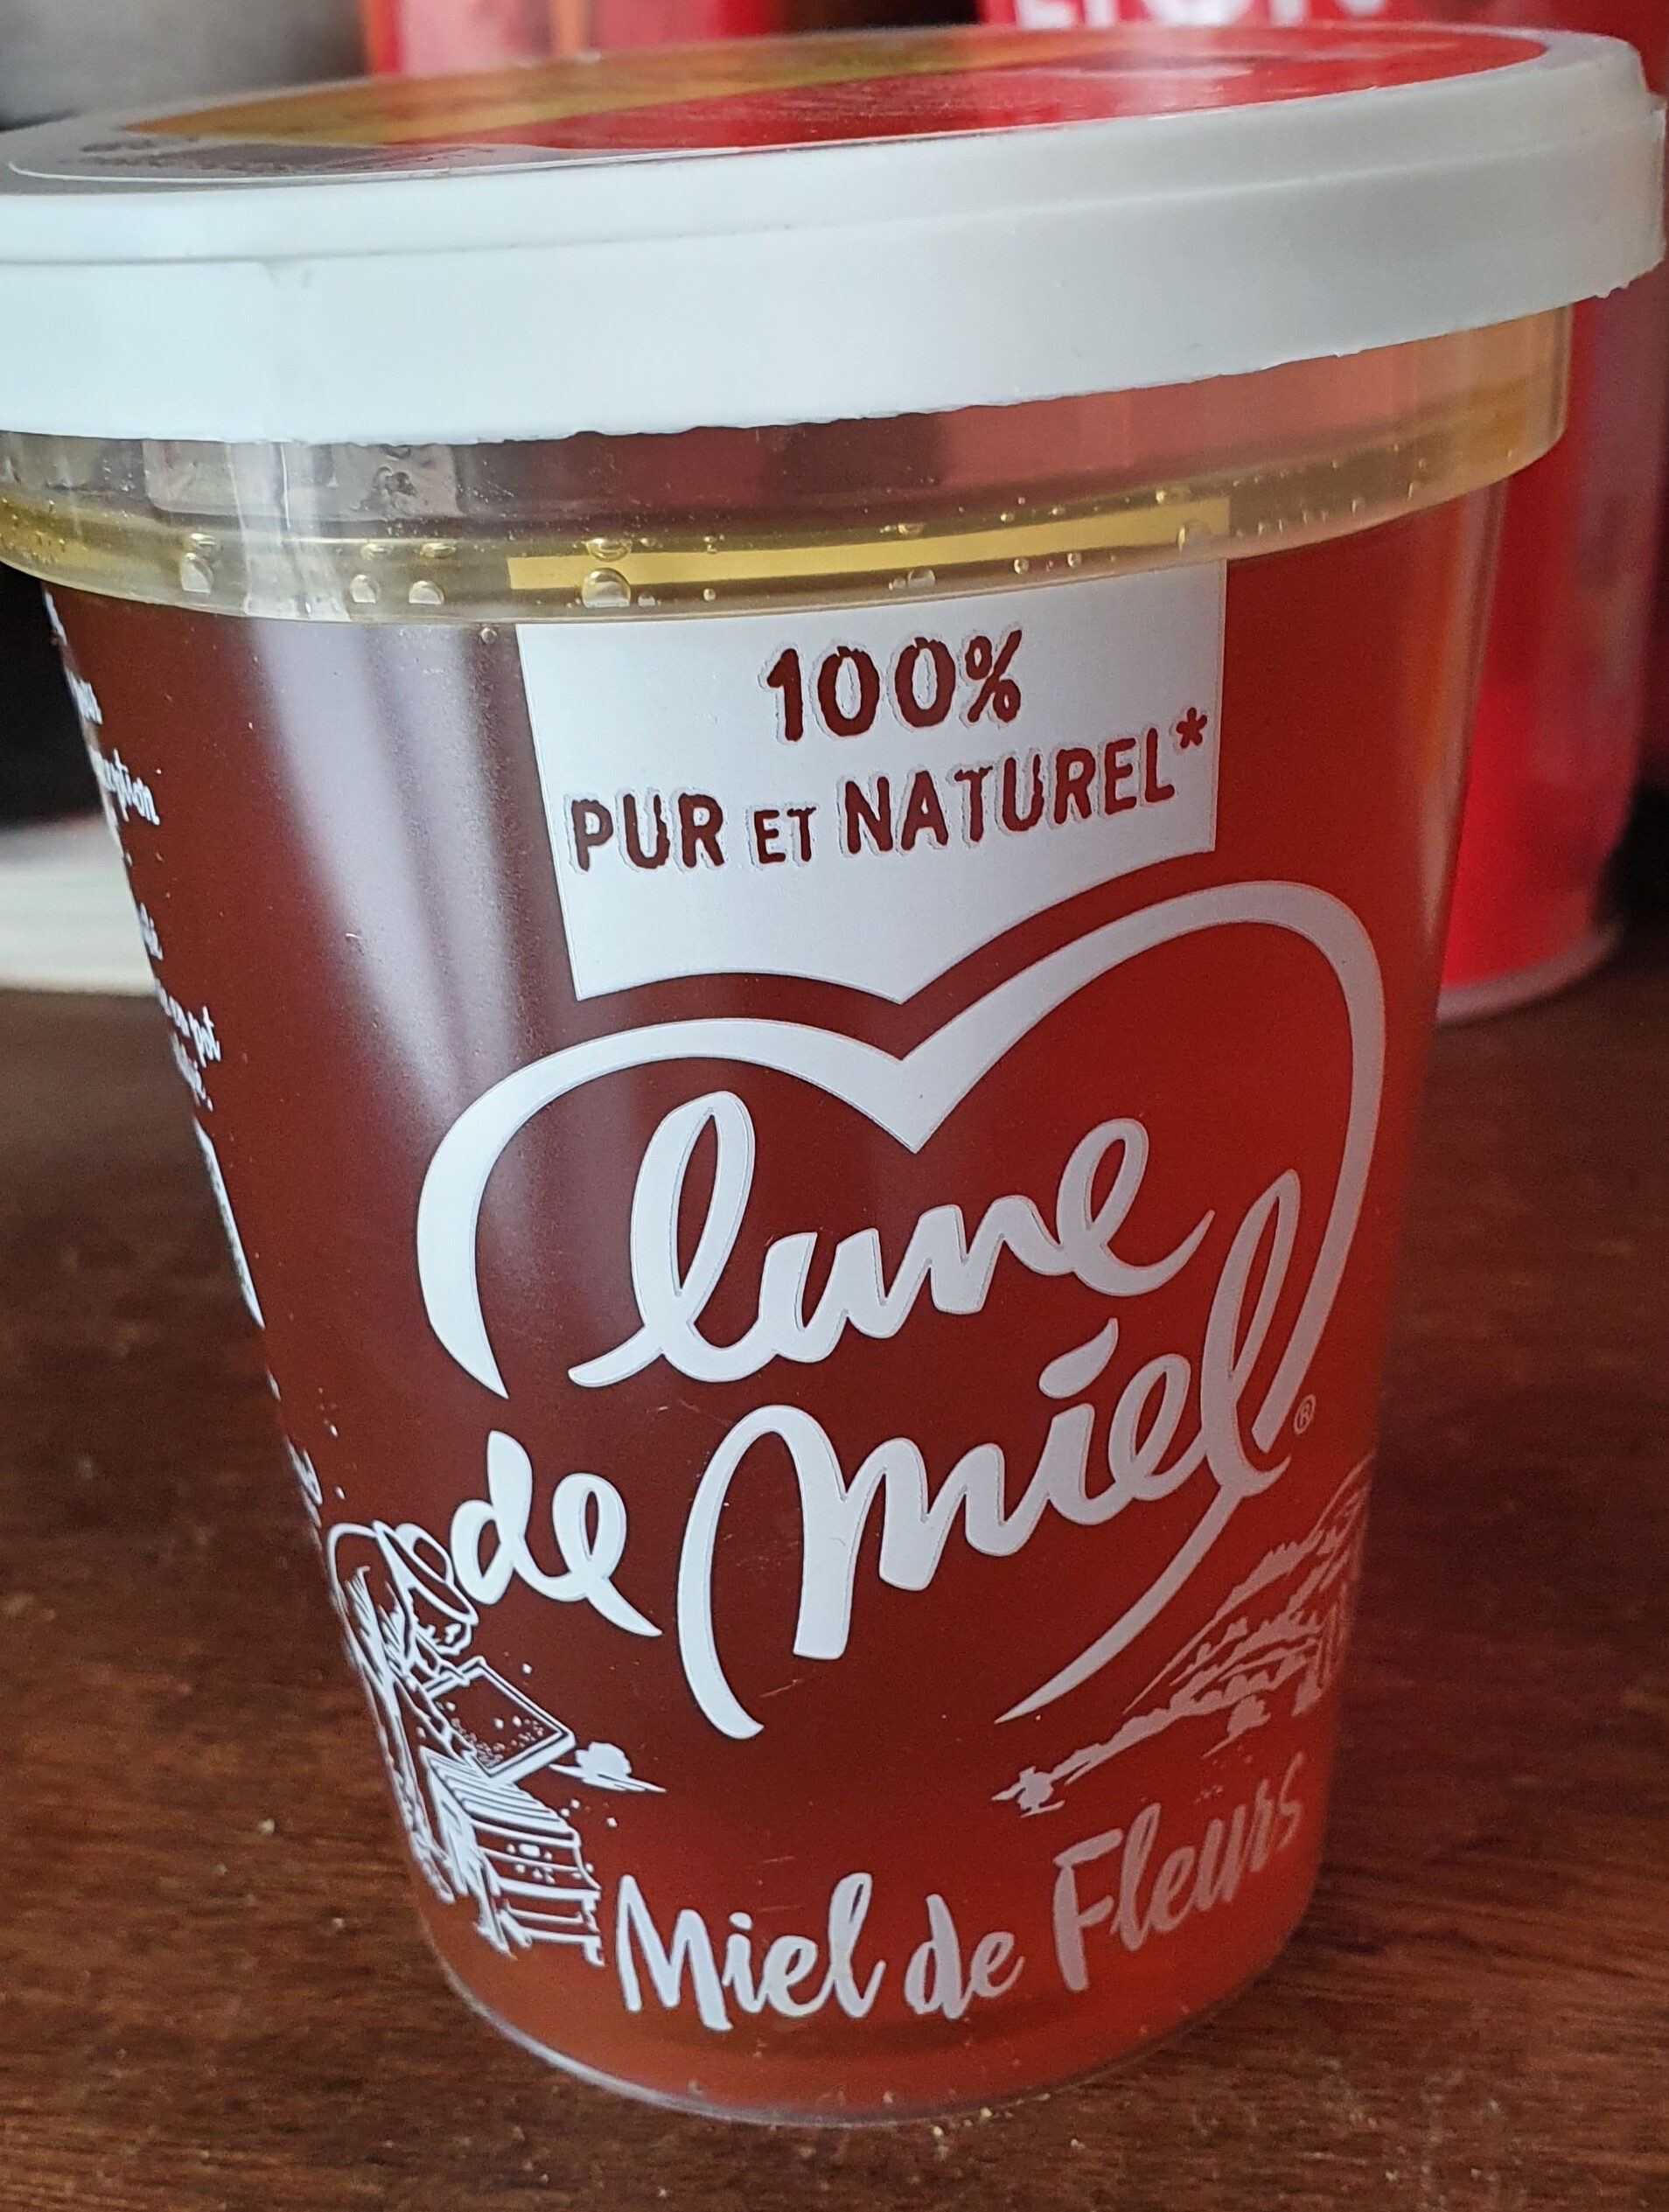 100%
PUR ET NATUREL*
lune
de miel®
Miel de Fleurs